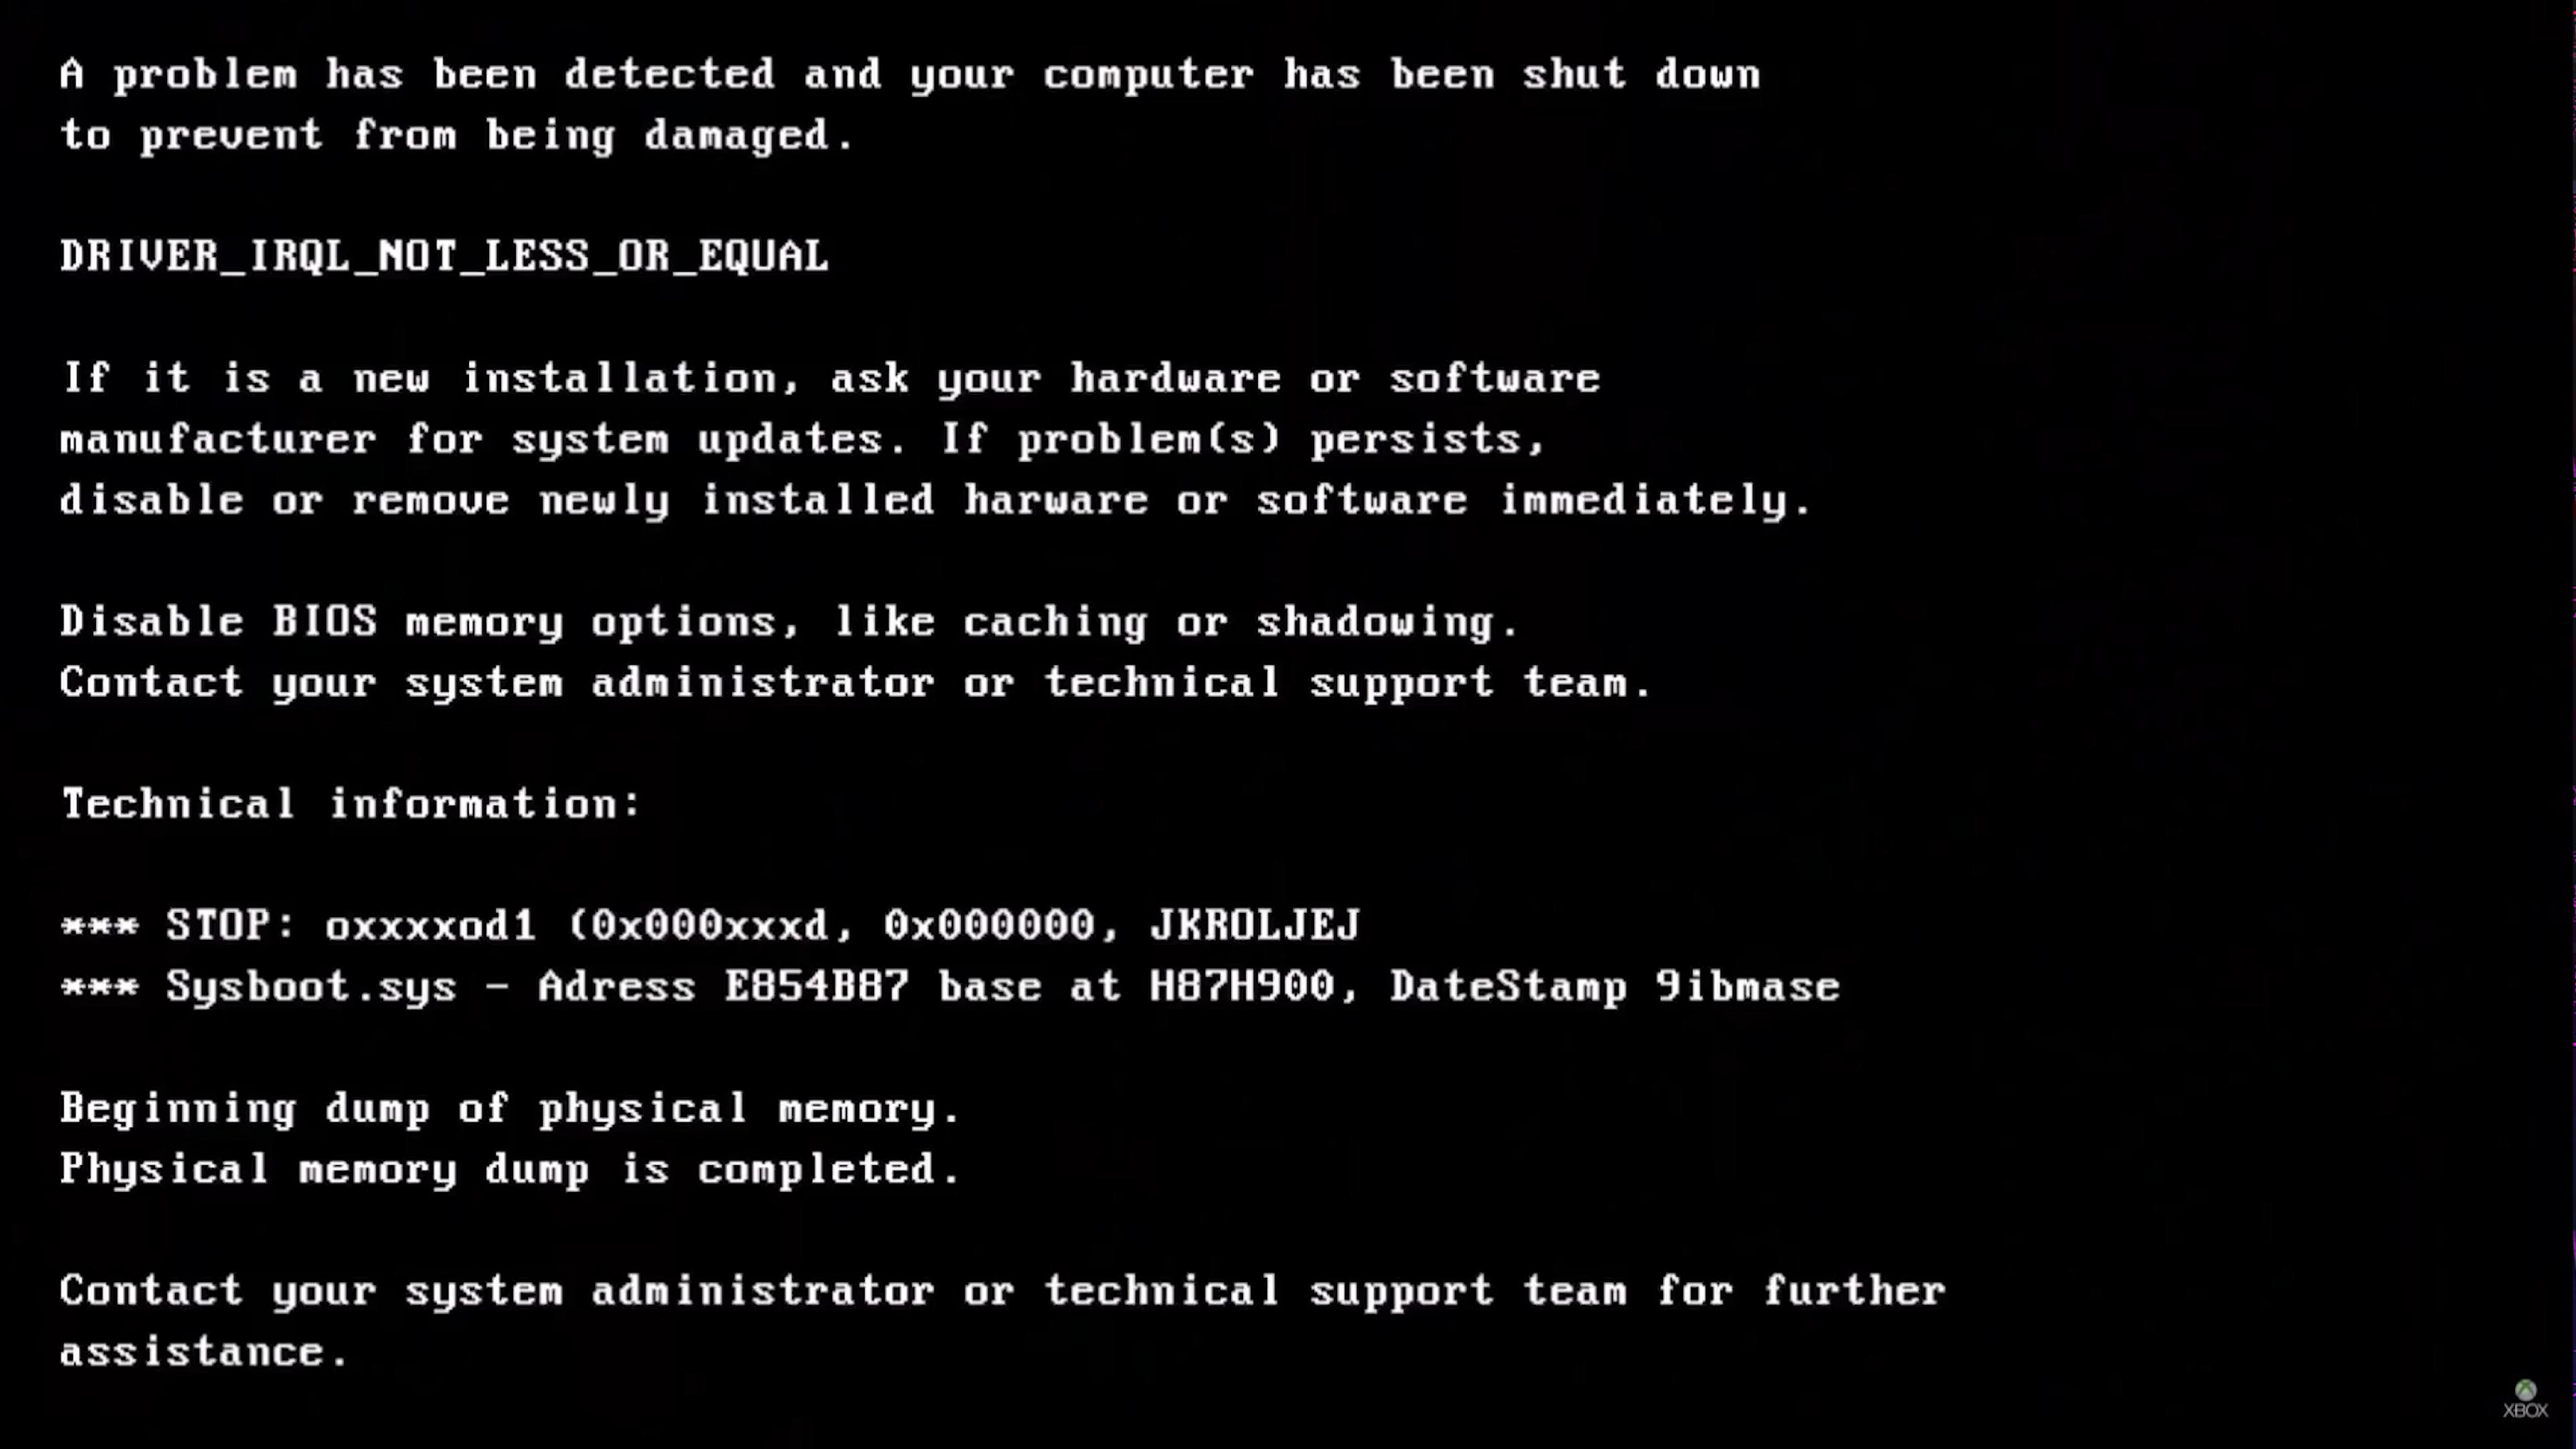 A problem has been detected and your computer has been shut down
to prevent from being damaged.
DRIVER_IRQL_NOT_LESS_OR_EQUAL
If it is a new installation, ask your hardware or software
manufacturer for system updates. If problem(s) persists,
disable or remove newly installed harware or software immediately.
Disable BIOS memory options, like caching or shadowing.
Contact your system administrator or technical support team.
Technical information:
*** STOP: oxxxxod1 (0x000xxxd, 0x000000, JKROLJEJ
*** Sysboot.sys - Adress E854B87 base at H87H900, DateStamp 9ibmase
Beginning dump of physical memory.
Physical memory dump is completed.
Contact your system administrator or technical support team for further
assistance.
XBOX